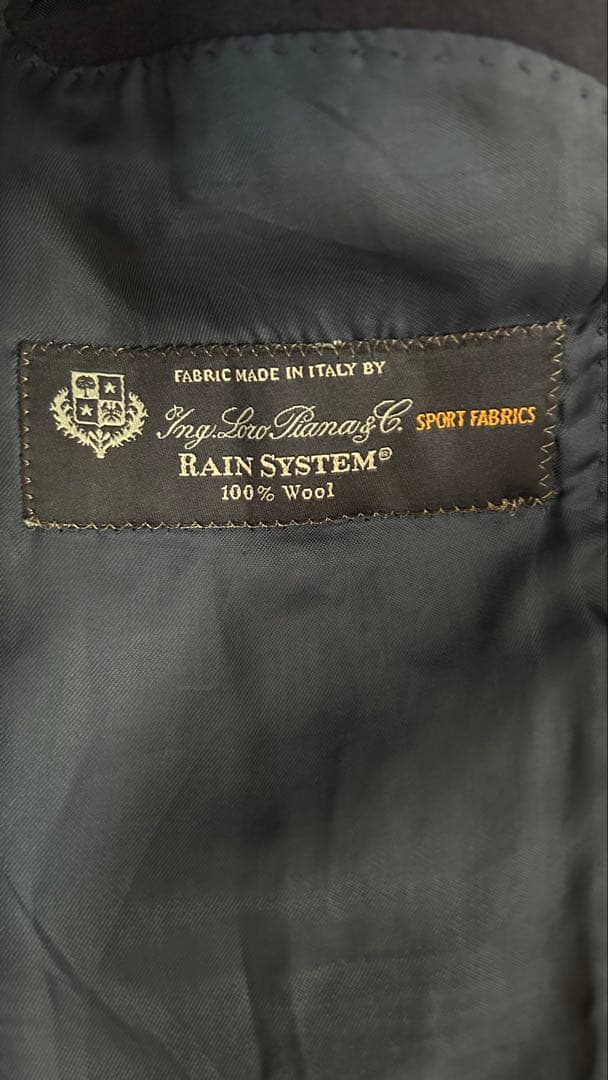 FABRIC MADE IN ITALY BY
Ing. Loro Piana & C. SPORT FABRICS
RAIN SYSTEM®
100% Wool